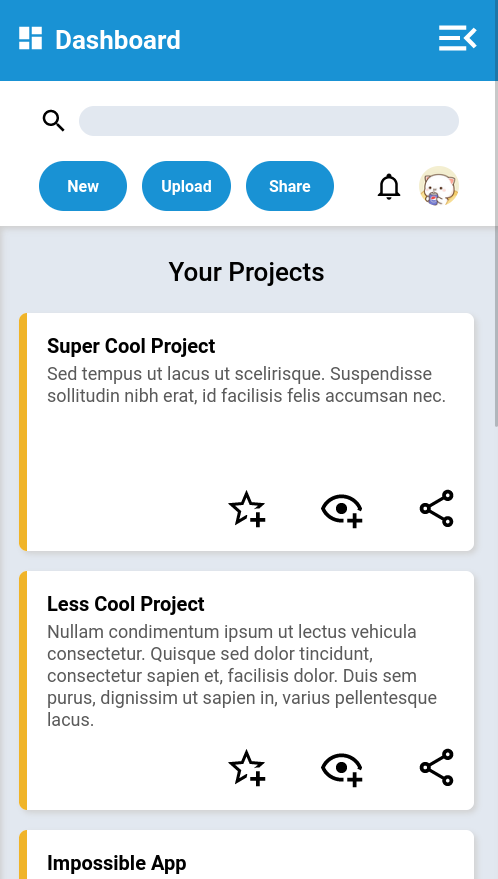 Dashboard
New
Upload
Share
Your Projects
Super Cool Project
Sed tempus ut lacus ut scelerisque. Suspendisse
sollitudin nibh erat, id facilisis felis accumsan nec.
Less Cool Project
Nullam condimentum ipsum ut lectus vehicula
consectetur. Quisque sed dolor tincidunt,
consectetur sapien et, facilisis dolor. Duis sem
purus, dignissim ut sapien in, varius pellentesque
lacus.
Impossible App